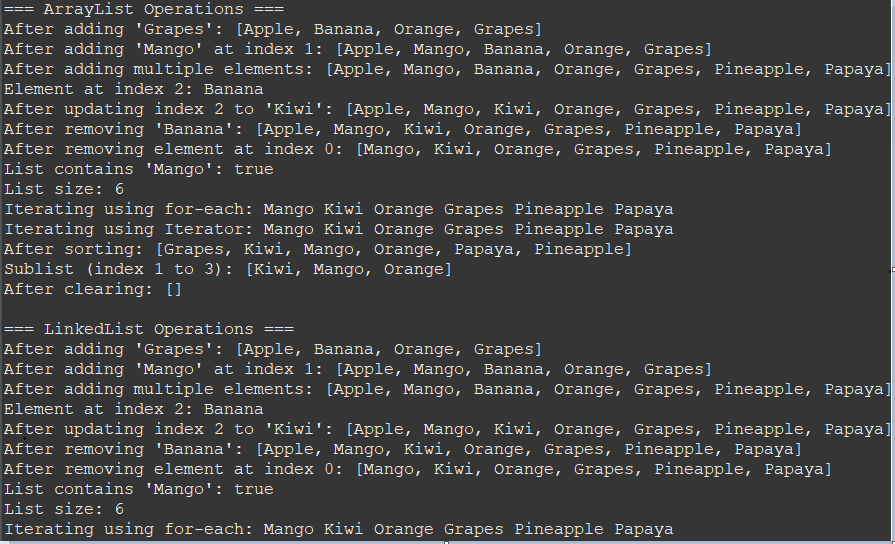 === ArrayList Operations ===
After adding 'Grapes': [Apple, Banana, Orange, Grapes]
After adding 'Mango' at index 1: [Apple, Mango, Banana, Orange, Grapes]
After adding multiple elements: [Apple, Mango, Banana, Orange, Grapes, Pineapple, Papaya]
Element at index 2: Banana
After updating index 2 to 'Kiwi': [Apple, Mango, Kiwi, Orange, Grapes, Pineapple, Papaya]
After removing 'Banana': [Apple, Mango, Kiwi, Orange, Grapes, Pineapple, Papaya]
After removing element at index 0: [Mango, Kiwi, Orange, Grapes, Pineapple, Papaya]
List contains 'Mango': true
List size: 6
Iterating using for-each: Mango Kiwi Orange Grapes Pineapple Papaya
Iterating using Iterator: Mango Kiwi Orange Grapes Pineapple Papaya
After sorting: [Grapes, Kiwi, Mango, Orange, Papaya, Pineapple]
Sublist (index 1 to 3): [Kiwi, Mango, Orange]
After clearing: []
=== LinkedList Operations ===
After adding 'Grapes': [Apple, Banana, Orange, Grapes]
After adding 'Mango' at index 1: [Apple, Mango, Banana, Orange, Grapes]
After adding multiple elements: [Apple, Mango, Banana, Orange, Grapes, Pineapple, Papaya]
Element at index 2: Banana
After updating index 2 to 'Kiwi': [Apple, Mango, Kiwi, Orange, Grapes, Pineapple, Papaya]
After removing 'Banana': [Apple, Mango, Kiwi, Orange, Grapes, Pineapple, Papaya]
After removing element at index 0: [Mango, Kiwi, Orange, Grapes, Pineapple, Papaya]
List contains 'Mango': true
List size: 6
Iterating using for-each: Mango Kiwi Orange Grapes Pineapple Papaya